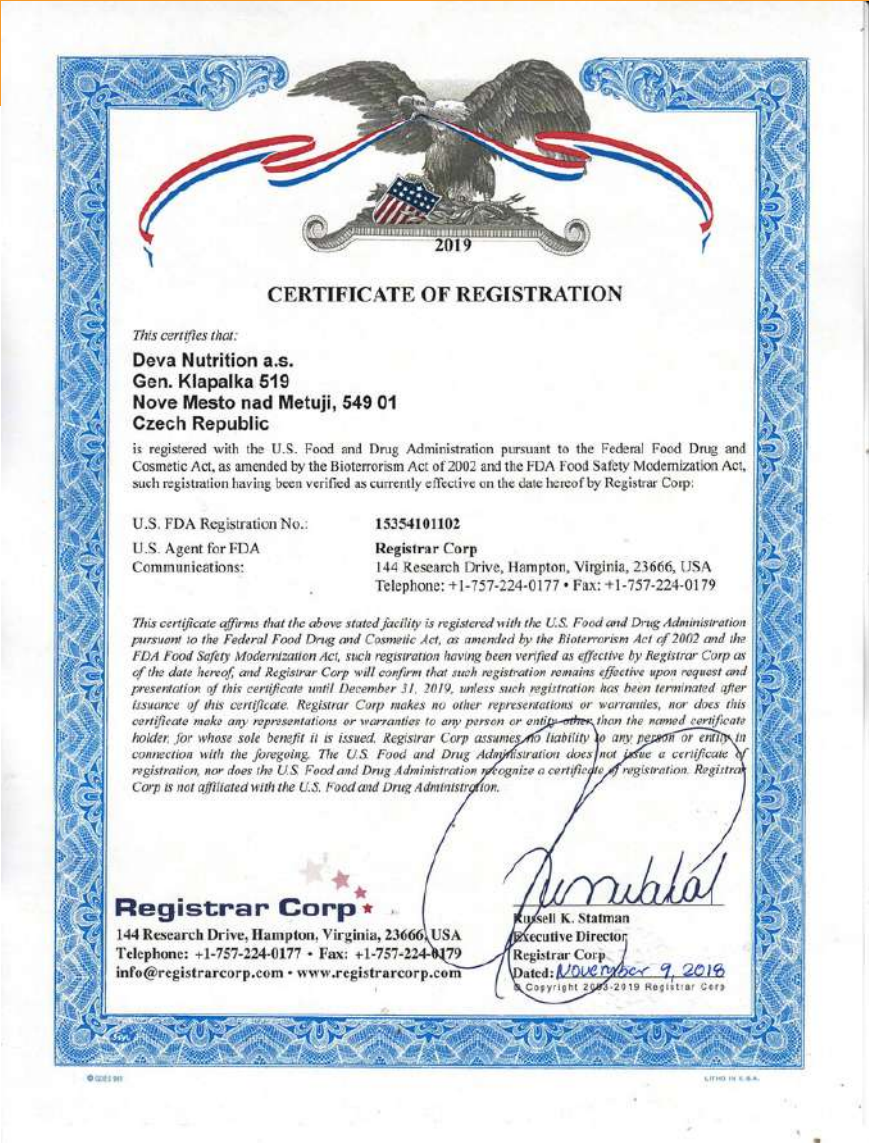 2019
CERTIFICATE OF REGISTRATION
This certifies that:
Deva Nutrition a.s.
Gen. Klapalka 519
Nove Mesto nad Metuji, 549 01
Czech Republic
is registered with the U.S. Food and Drug Administration pursuant to the Federal Food Drug and
Cosmetic Act, as amended by the Bioterrorism Act of 2002 and the FDA Food Safety Modernization Act,
such registration having been verified as currently effective on the date hereof by Registrar Corp:
U.S. FDA Registration No.: 15354101102
U.S. Agent for FDA Registrar Corp
Communications: 144 Research Drive, Hampton, Virginia, 23666, USA
Telephone: +1-757-224-0177 • Fax: +1-757-224-0179
This certificate affirms that the above stated facility is registered with the U.S. Food and Drug Administration
pursuant to the Federal Food Drug and Cosmetic Act, as amended by the Bioterrorism Act of 2002 and the
FDA Food Safety Modernization Act, such registration having been verified as effective by Registrar Corp as
of the date hereof, and Registrar Corp will confirm that such registration remains effective upon request and
presentation of this certificate until December 31, 2019, unless such registration has been terminated after
issuance of this certificate. Registrar Corp makes no other representations or warranties, nor does this
certificate make any representations or warranties to any person or entity other than the named certificate
holder, for whose sole benefit it is issued. Registrar Corp assumes no liability to any person or entity in
connection with the foregoing. The U.S. Food and Drug Administration does not issue a certificate of
registration, nor does the U.S. Food and Drug Administration recognize a certificate of registration. Registrar
Corp is not affiliated with the U.S. Food and Drug Administration.
Registrar Corp
144 Research Drive, Hampton, Virginia, 23666, USA
Telephone: +1-757-224-0177 • Fax: +1-757-224-0179
info@registrarcorp.com • www.registrarcorp.com
Russell K. Statman
Executive Director
Registrar Corp
Dated: November 9, 2018
© Copyright 2003-2019 Registrar Corp
LITHO IN U.S.A.